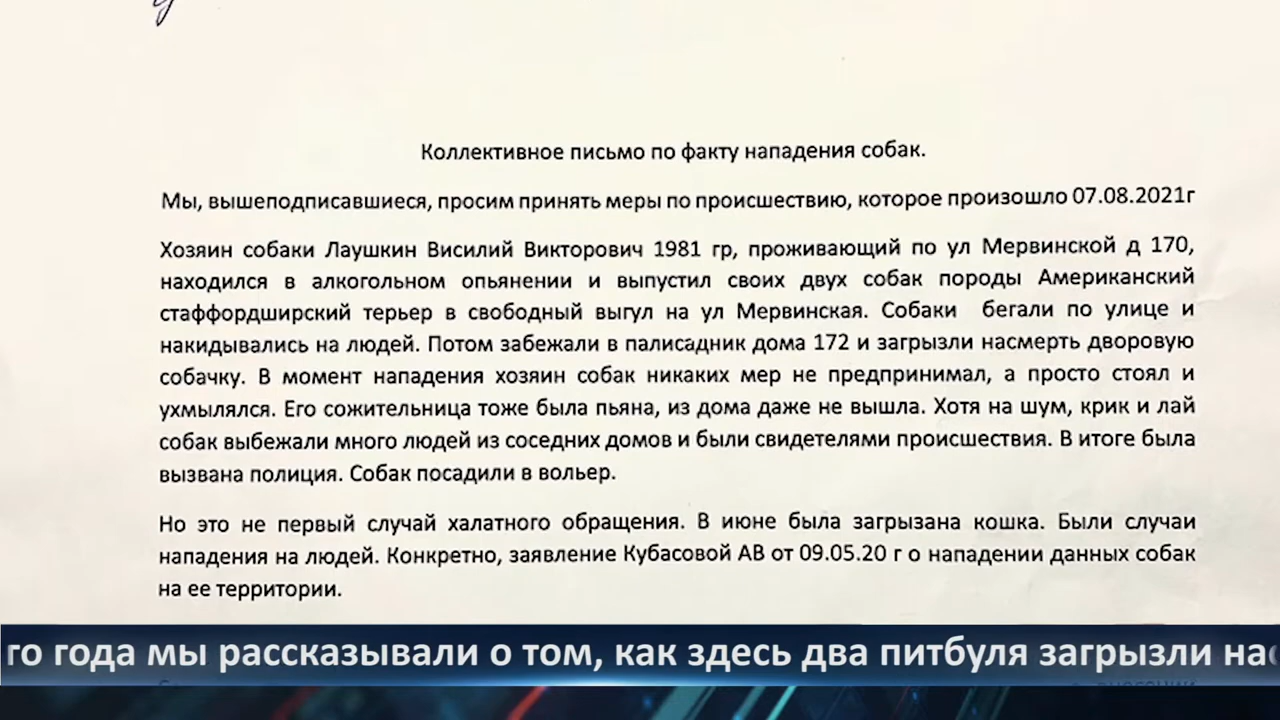 Коллективное письмо по факту нападения собак.
Мы, вышеподписавшиеся, просим принять меры по происшествию, которое произошло 07.08.2021г
Хозяин собаки Лаушкин Висилий Викторович 1981 гр, проживающий по ул Мервинской д 170,
находился в алкогольном опьянении и выпустил своих двух собак породы Американский
стаффордширский терьер в свободный выгул на ул Мервинская. Собаки бегали по улице и
накидывались на людей. Потом забежали в палисадник дома 172 и загрызли насмерть дворовую
собачку. В момент нападения хозяин собак никаких мер не предпринимал, а просто стоял и
ухмылялся. Его сожительница тоже была пьяна, из дома даже не вышла. Хотя на шум, крик и лай
собак выбежали много людей из соседних домов и были свидетелями происшествия. В итоге была
вызвана полиция. Собак посадили в вольер.
Но это не первый случай халатного обращения. В июне была загрызана кошка. Были случаи
нападения на людей. Конкретно, заявление Кубасовой АВ от 09.05.20 г о нападении данных собак
на ее территории.
го года мы рассказывали о том, как здесь два питбуля загрызли нас